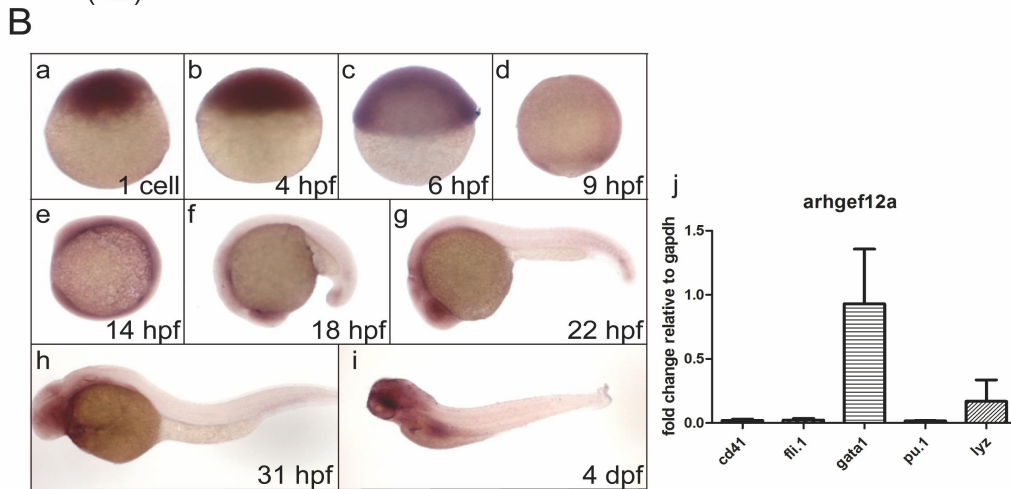 B
a
1 cell
b
4 hpf
c
6 hpf
d
9 hpf
e
14 hpf
f
18 hpf
g
22 hpf
h
31 hpf
i
4 dpf
j
arhgef12a
fold change relative to gapdh
1.5
1.0
0.5
0.0
cd41
fli.1
gata1
pu.1
lyz